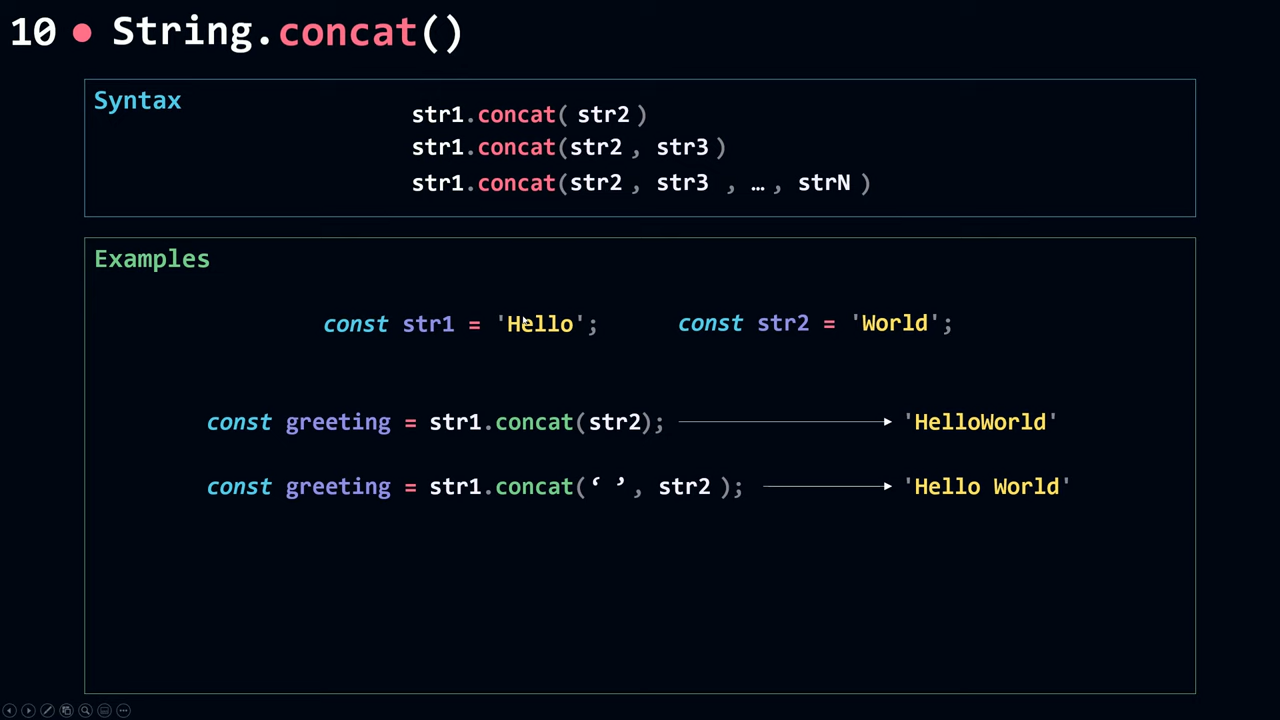 10 ● String.concat()
Syntax
str1.concat( str2 )
str1.concat(str2 , str3 )
str1.concat(str2 , str3 , … , strN )
Examples
const str1 = 'Hello'; const str2 = 'World';
const greeting = str1.concat(str2); 'HelloWorld'
const greeting = str1.concat(‘ ’, str2 ); 'Hello World'